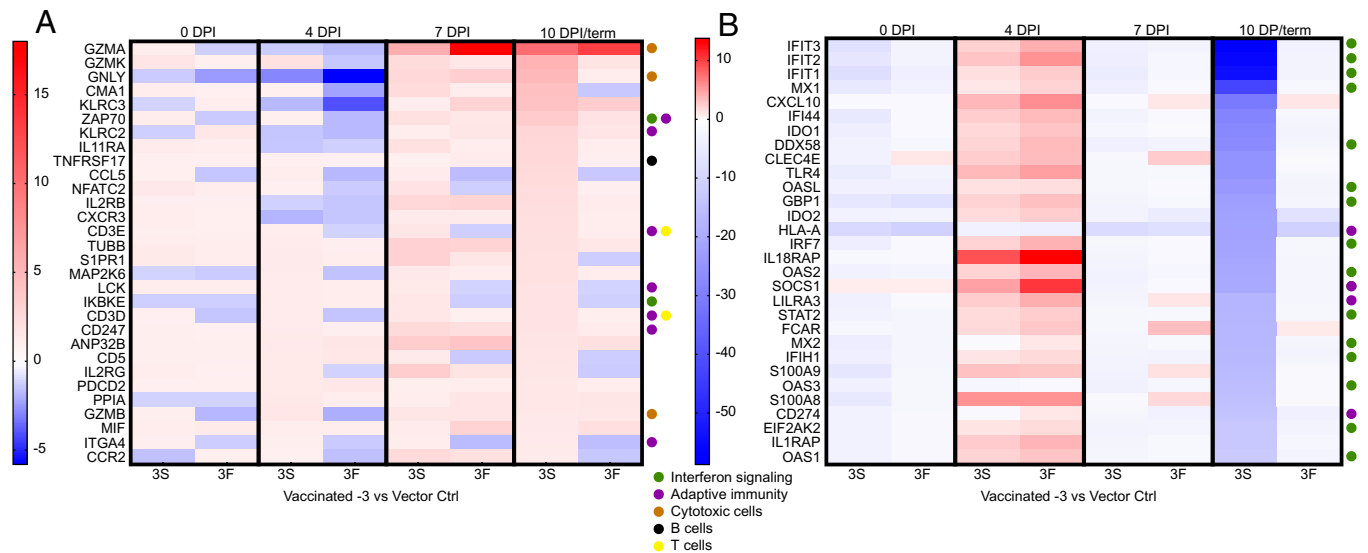 A
0 DPI 4 DPI 7 DPI 10 DPI/term
GZMA
GZMK
GNLY
CMA1
KLRC3
ZAP70
KLRC2
IL11RA
TNFRSF17
CCL5
NFATC2
IL2RB
CXCR3
CD3E
TUBB
S1PR1
MAP2K6
LCK
IKBKE
CD3D
CD247
ANP32B
CD5
IL2RG
PDCD2
PPIA
GZMB
MIF
ITGA4
CCR2
15
10
5
0
-5
3S 3F 3S 3F 3S 3F 3S 3F
Vaccinated -3 vs Vector Ctrl
Interferon signaling
Adaptive immunity
Cytotoxic cells
B cells
T cells
B
0 DPI 4 DPI 7 DPI 10 DPI/term
10
0
-10
-20
-30
-40
-50
IFIT3
IFIT2
IFIT1
MX1
CXCL10
IFI44
IDO1
DDX58
CLEC4E
TLR4
OASL
GBP1
IDO2
HLA-A
IRF7
IL18RAP
OAS2
SOCS1
LILRA3
STAT2
FCAR
MX2
IFIH1
S100A9
OAS3
S100A8
CD274
EIF2AK2
IL1RAP
OAS1
3S 3F 3S 3F 3S 3F 3S 3F
Vaccinated -3 vs Vector Ctrl